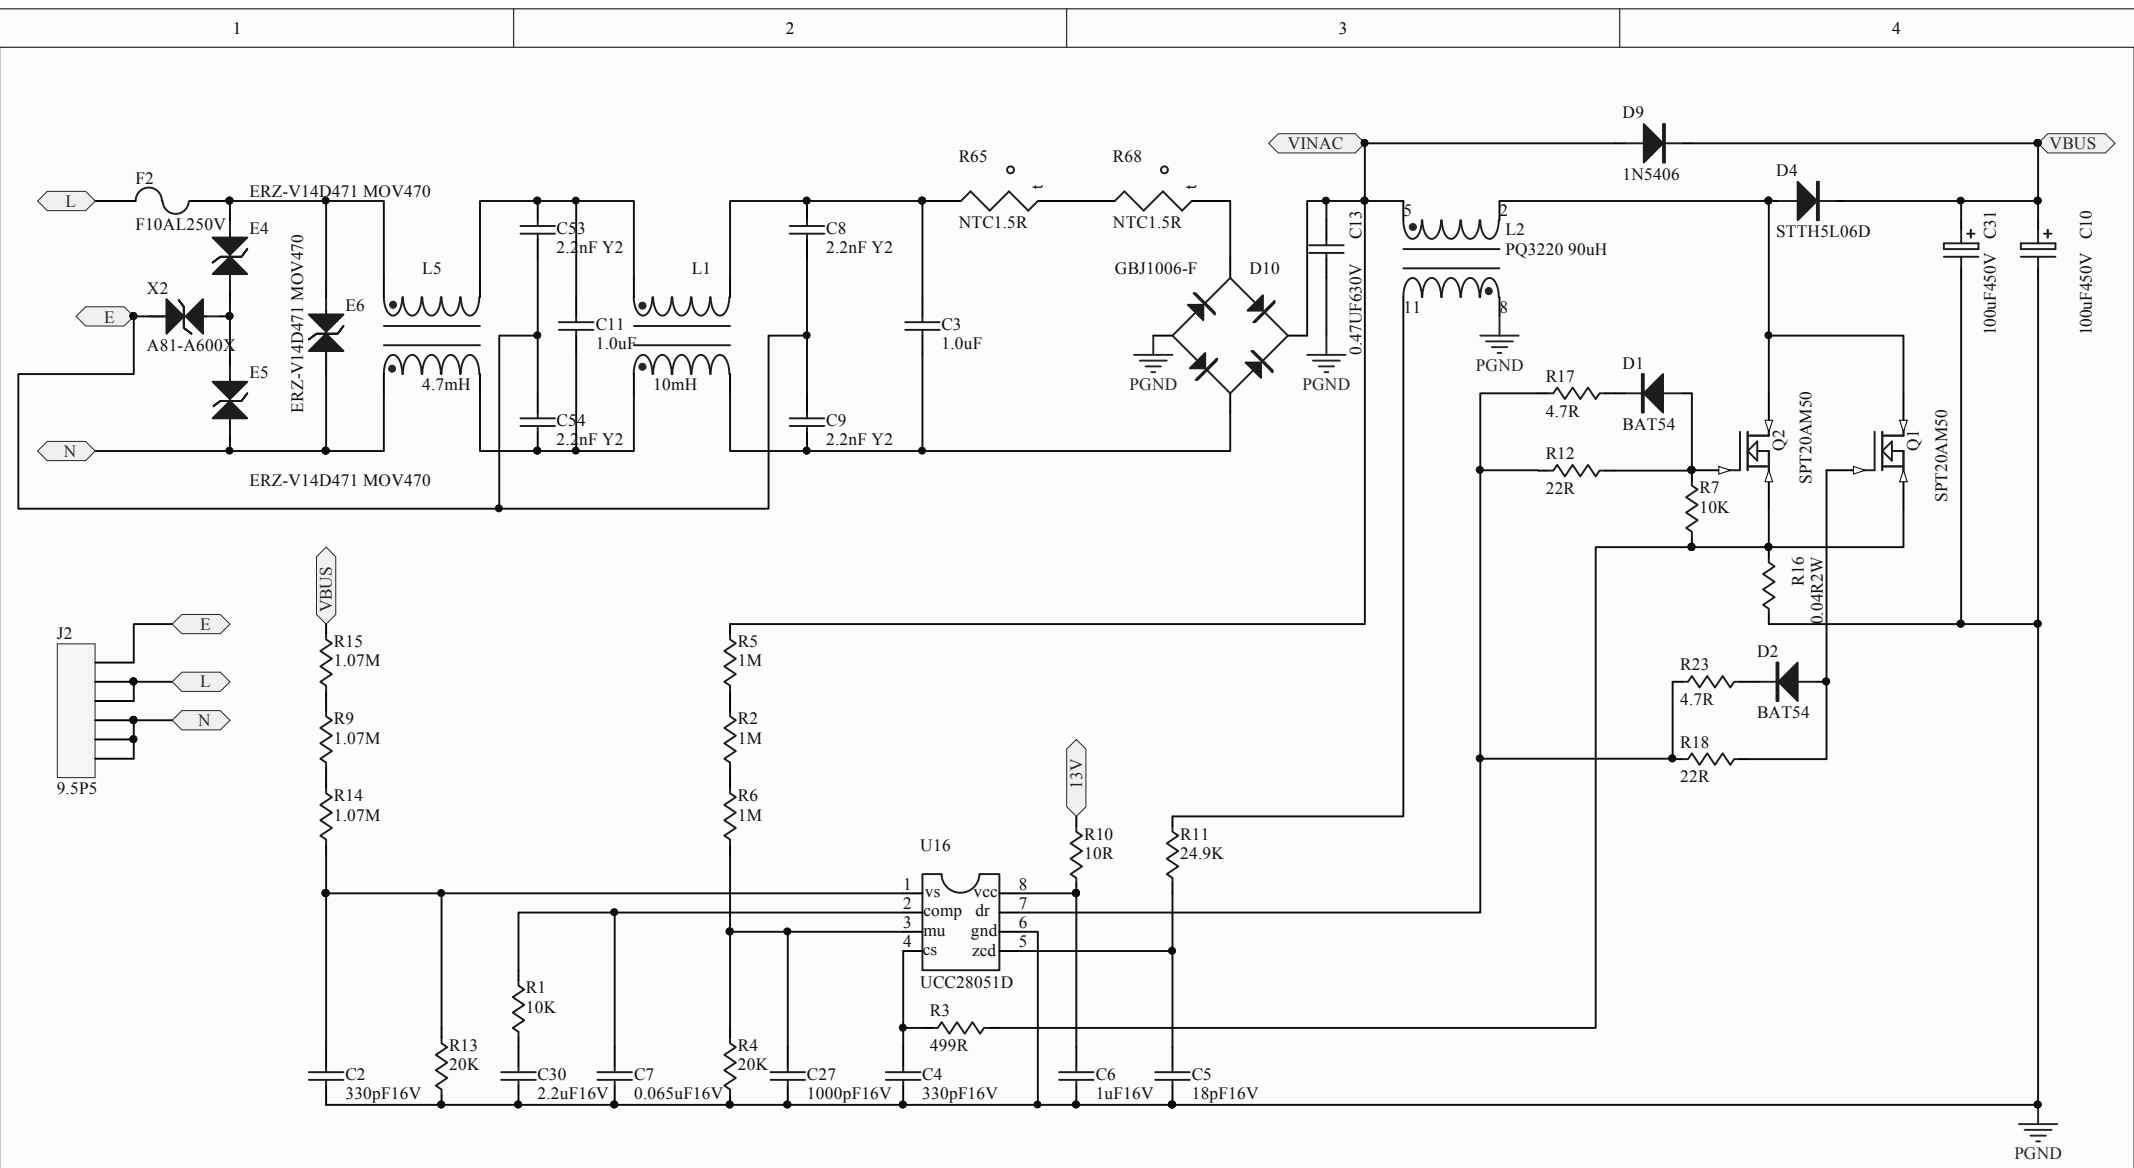 1
2
3
4
D9
VINAC
VBUS
1N5406
R65
R68
F2
D4
L
ERZ-V14D471 MOV470
t
t
5
2
F10AL250V
NTC1.5R
NTC1.5R
C13
L2
STTH5L06D
C31
C10
E4
C53
C8
2.2nF Y2
2.2nF Y2
PQ3220 90uH
L5
L1
GBJ1006-F
D10
0.47UF630V
100uF450V
100uF450V
ERZ-V14D471 MOV470
X2
E6
11
8
E
C11
C3
A81-A600X
1.0uF
1.0uF
PGND
PGND
PGND
E5
4.7mH
10mH
R17
D1
4.7R
BAT54
SPT20AM50
SPT20AM50
C54
C9
2.2nF Y2
2.2nF Y2
Q2
Q1
N
R12
22R
ERZ-V14D471 MOV470
R7
10K
R16
0.04R2W
VBUS
E
J2
R15
1.07M
R5
1M
D2
R23
4.7R
BAT54
L
N
R9
1.07M
R2
1M
R18
22R
13V
9.5P5
R14
1.07M
R6
1M
R10
10R
R11
24.9K
U16
1
vs
vcc
8
2
comp
dr
7
3
mu
gnd
6
4
cs
zcd
5
UCC28051D
R1
10K
R3
499R
R13
20K
R4
20K
C2
330pF16V
C30
2.2uF16V
C7
0.065uF16V
C27
1000pF16V
C4
330pF16V
C6
1uF16V
C5
18pF16V
PGND